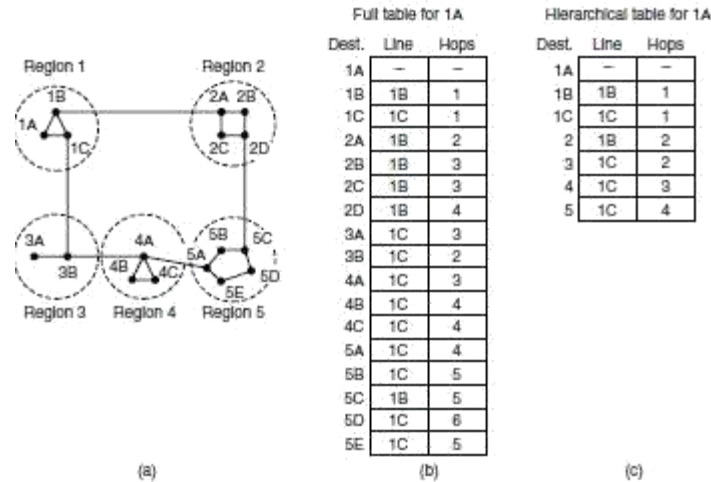 Full table for 1A
Dest. Line Hops
1A – –
1B 1B 1
1C 1C 1
2A 1B 2
2B 1B 3
2C 1B 3
2D 1B 4
3A 1C 3
3B 1C 2
4A 1C 3
4B 1C 4
4C 1C 4
5A 1C 4
5B 1C 5
5C 1B 5
5D 1C 6
5E 1C 5
(b)
Hierarchical table for 1A
Dest. Line Hops
1A – –
1B 1B 1
1C 1C 1
2 1B 2
3 1C 2
4 1C 3
5 1C 4
(c)
Region 1
Region 2
1B
2A 2B
1A
1C
2C
2D
3A
3B
4A
4B
4C
5B
5C
5A
5D
5E
Region 3
Region 4
Region 5
(a)